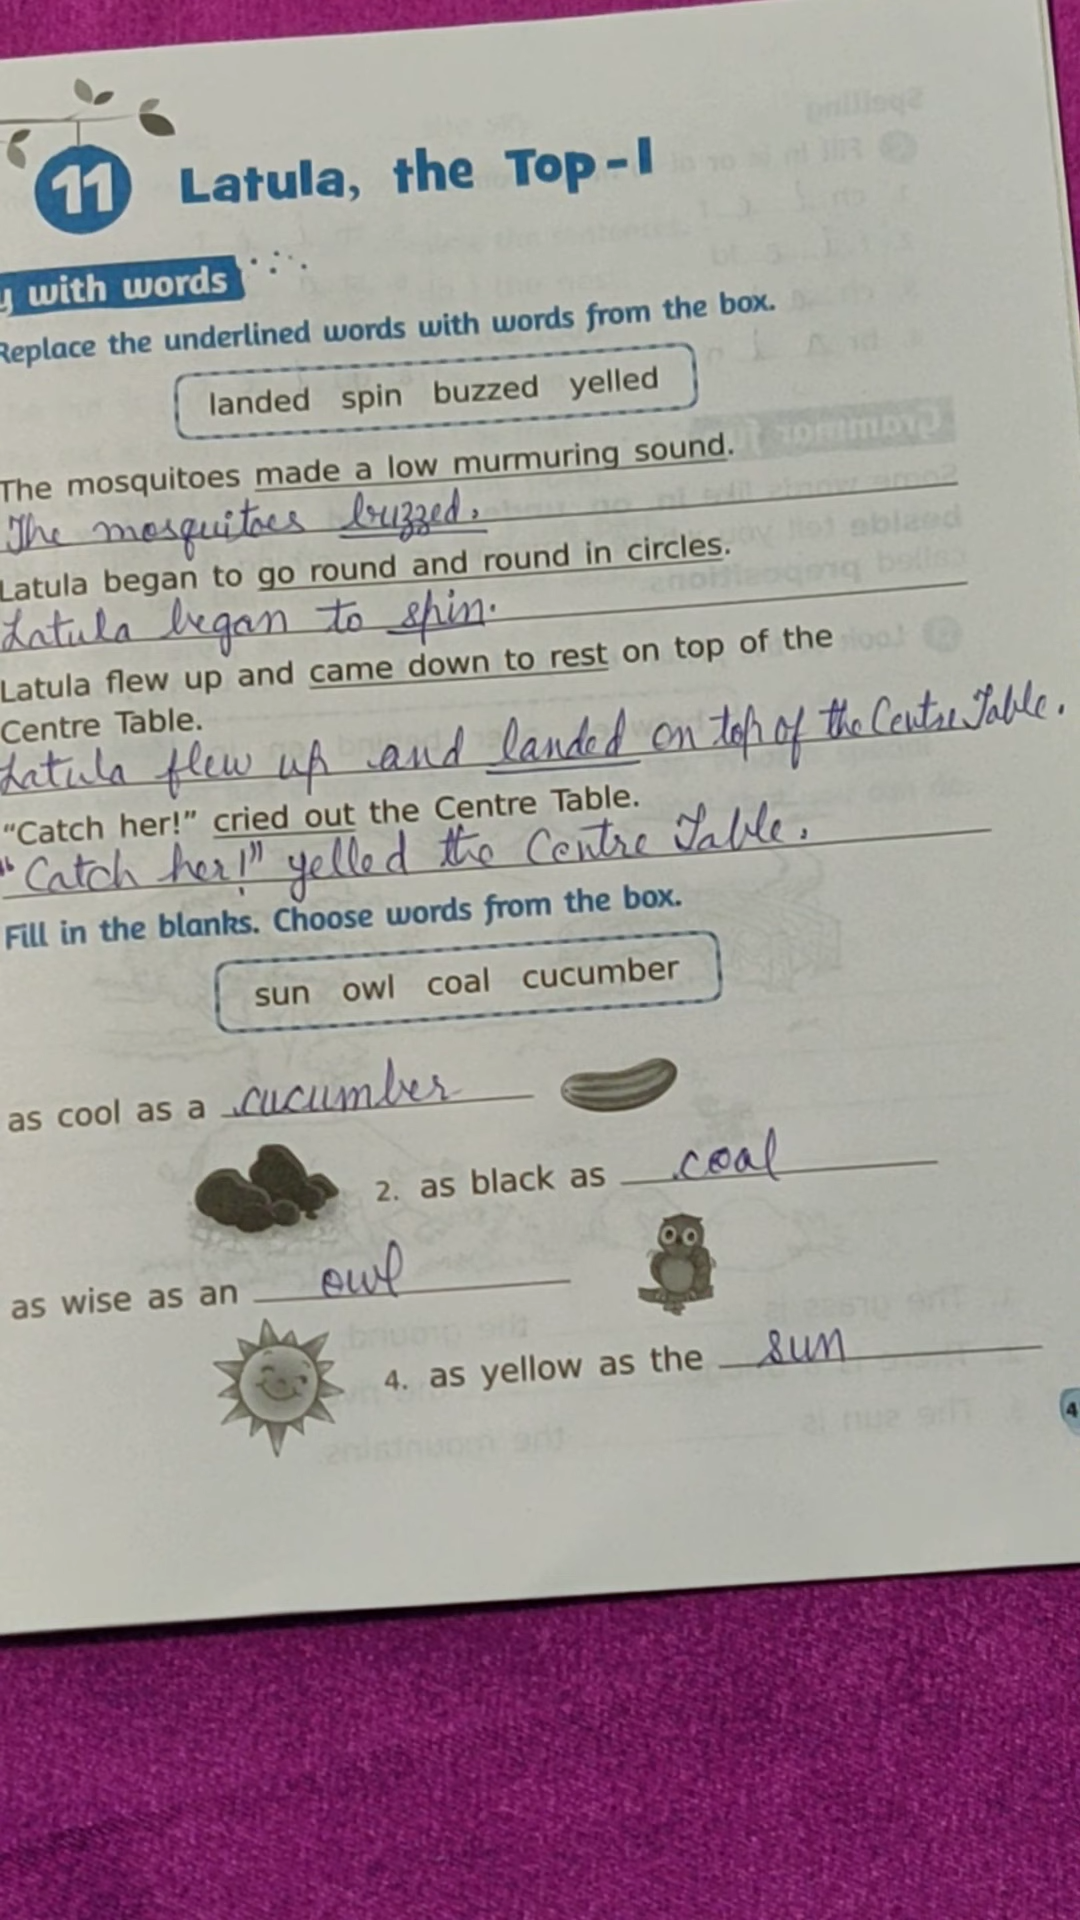 11 Latula, the Top-I
with words
Replace the underlined words with words from the box.
landed spin buzzed yelled
The mosquitoes made a low murmuring sound.
The mosquitoes buzzed.
Latula began to go round and round in circles.
Latula began to spin.
Latula flew up and came down to rest on top of the
Centre Table.
Latula flew up and landed on top of the Centre Table.
“Catch her!” cried out the Centre Table.
“Catch her!” yelled the Centre Table.
Fill in the blanks. Choose words from the box.
sun owl coal cucumber
as cool as a cucumber
2. as black as coal
as wise as an owl
4. as yellow as the sun
4